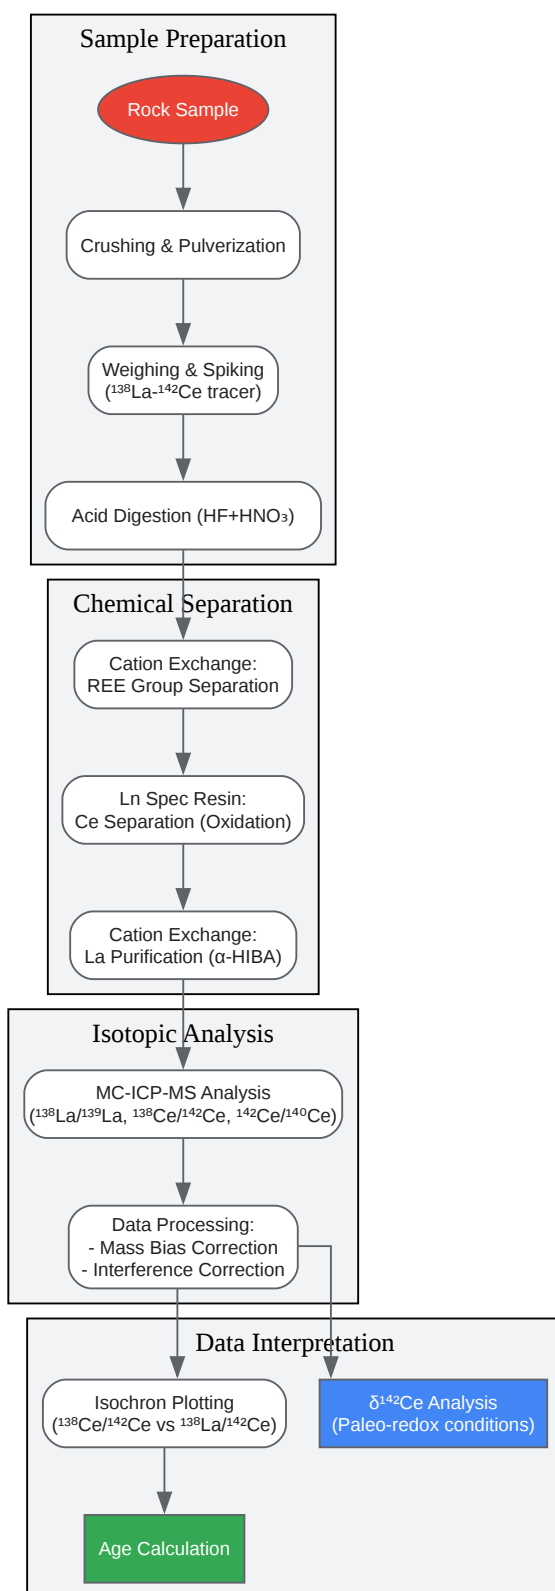 Sample Preparation
Rock Sample
Crushing & Pulverization
Weighing & Spiking
(¹³⁸La-¹⁴²Ce tracer)
Acid Digestion (HF+HNO₃)
Chemical Separation
Cation Exchange:
REE Group Separation
Ln Spec Resin:
Ce Separation (Oxidation)
Cation Exchange:
La Purification (α-HIBA)
Isotopic Analysis
MC-ICP-MS Analysis
(¹³⁸La/¹³⁹La, ¹³⁸Ce/¹⁴²Ce, ¹⁴²Ce/¹⁴⁰Ce)
Data Processing:
- Mass Bias Correction
- Interference Correction
Data Interpretation
Isochron Plotting
(¹³⁸Ce/¹⁴²Ce vs ¹³⁸La/¹⁴²Ce)
δ¹⁴²Ce Analysis
(Paleo-redox conditions)
Age Calculation